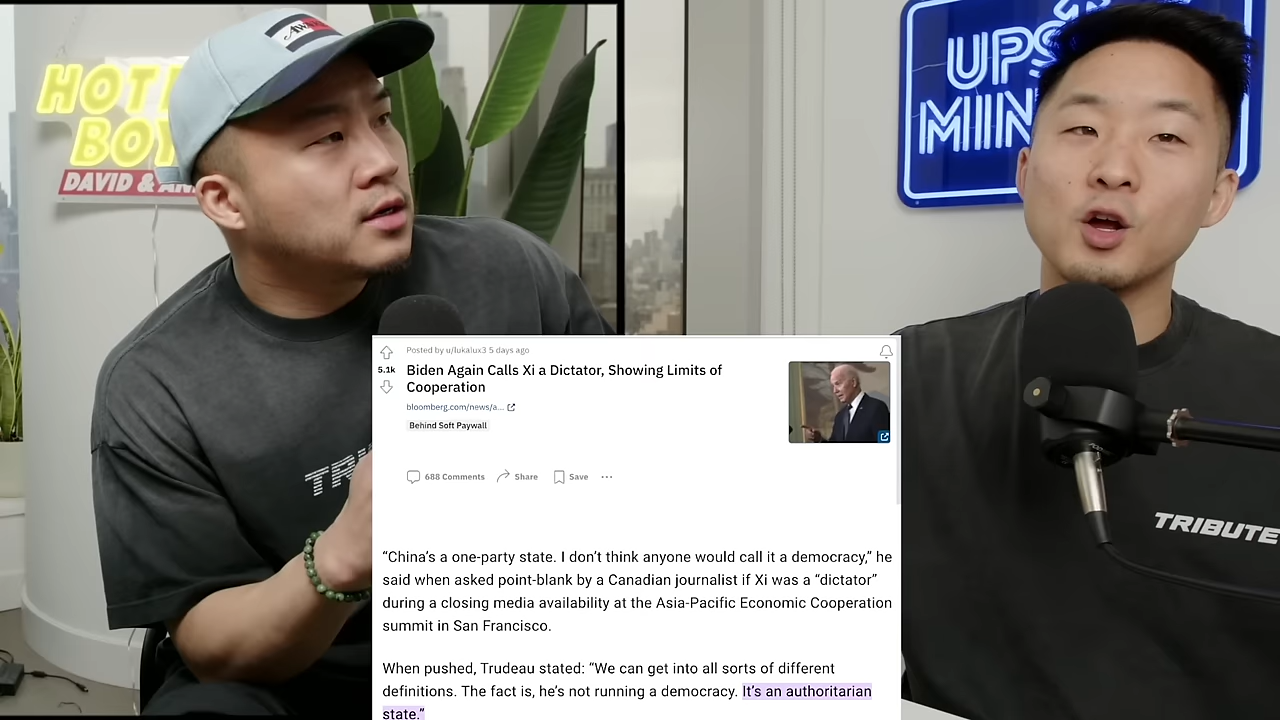 HOT
BOY
DAVID & AN
UPS
MIN
TRI
TRIBUTE
Posted by u/lukalux3 5 days ago
5.1k
Biden Again Calls Xi a Dictator, Showing Limits of
Cooperation
bloomberg.com/news/a...
Behind Soft Paywall
688 Comments Share Save ...
“China’s a one-party state. I don’t think anyone would call it a democracy,” he
said when asked point-blank by a Canadian journalist if Xi was a “dictator”
during a closing media availability at the Asia-Pacific Economic Cooperation
summit in San Francisco.
When pushed, Trudeau stated: “We can get into all sorts of different
definitions. The fact is, he’s not running a democracy. It’s an authoritarian
state.”